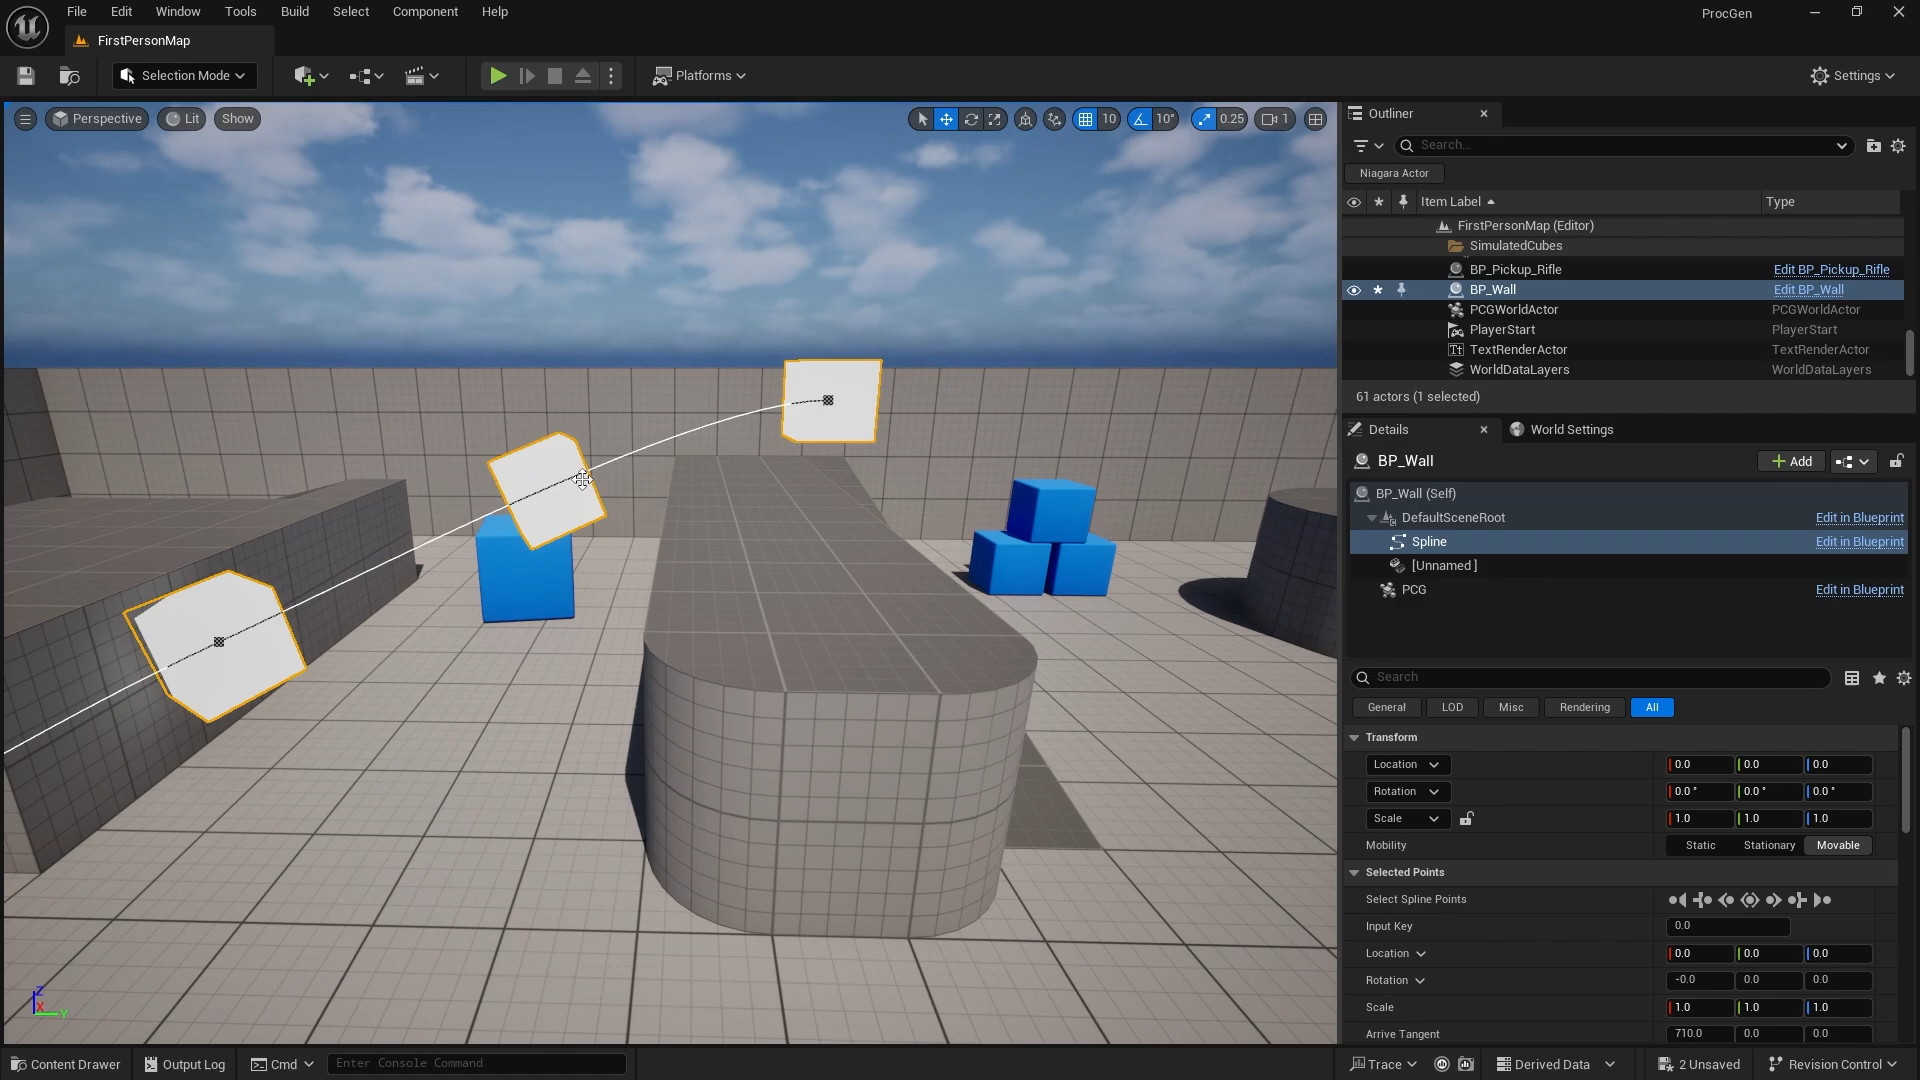 File Edit Window Tools Build Select Component Help
ProcGen
FirstPersonMap
Selection Mode
Platforms
Settings
Perspective Lit Show
10 10° 0.25 1
Outliner
Search...
Niagara Actor
Item Label Type
FirstPersonMap (Editor)
SimulatedCubes
BP_Pickup_Rifle Edit BP_Pickup_Rifle
BP_Wall Edit BP_Wall
PCGWorldActor PCGWorldActor
PlayerStart PlayerStart
TextRenderActor TextRenderActor
WorldDataLayers WorldDataLayers
61 actors (1 selected)
Details World Settings
BP_Wall Add
BP_Wall (Self)
DefaultSceneRoot Edit in Blueprint
Spline Edit in Blueprint
[Unnamed ]
PCG Edit in Blueprint
Search
General LOD Misc Rendering All
Transform
Location 0.0 0.0 0.0
Rotation 0.0 ° 0.0 ° 0.0 °
Scale 1.0 1.0 1.0
Mobility Static Stationary Movable
Selected Points
Select Spline Points
Input Key 0.0
Location 0.0 0.0 0.0
Rotation -0.0 0.0 0.0
Scale 1.0 1.0 1.0
Arrive Tangent 710.0 0.0 0.0
Z
X
Y
Content Drawer Output Log Cmd Enter Console Command
Trace Derived Data 2 Unsaved Revision Control